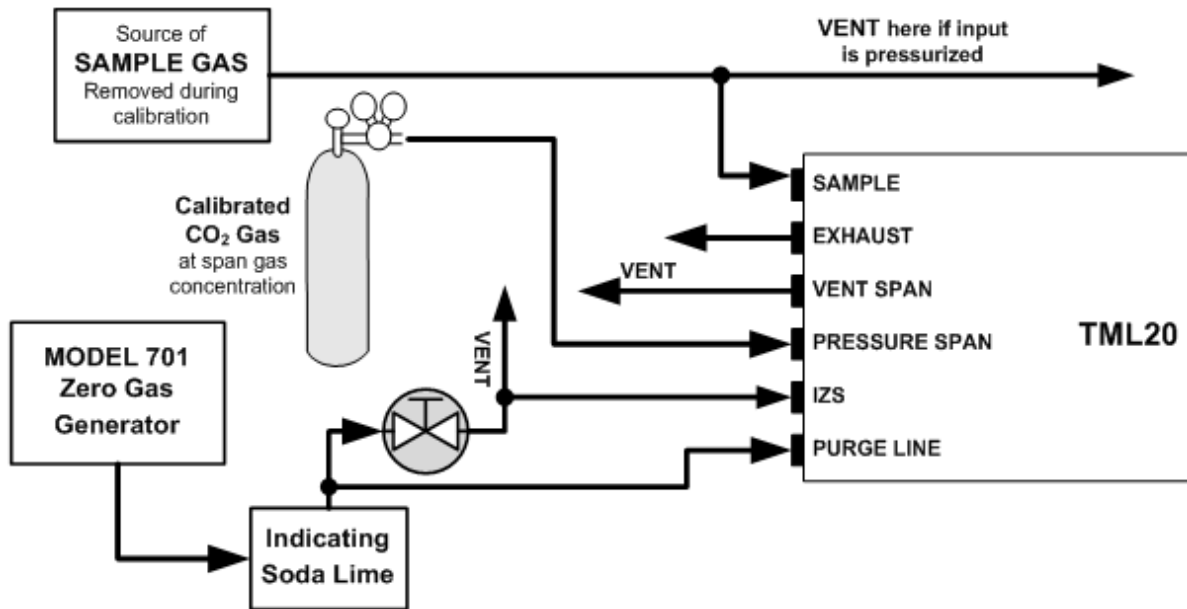 Source of
SAMPLE GAS
Removed during
calibration
VENT here if input
is pressurized
Calibrated
CO₂ Gas
at span gas
concentration
MODEL 701
Zero Gas
Generator
VENT
VENT
Indicating
Soda Lime
SAMPLE
EXHAUST
VENT SPAN
PRESSURE SPAN
IZS
PURGE LINE
TML20